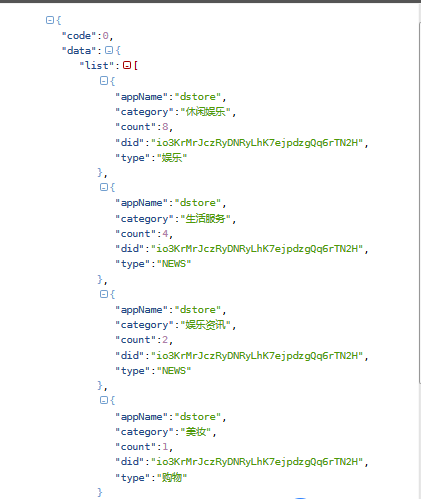 {
"code":0,
"data":{
"list":[
{
"appName":"dstore",
"category":"休闲娱乐",
"count":8,
"did":"io3KrMrJczRyDNRyLhK7ejpdzgQq6rTN2H",
"type":"娱乐"
},
{
"appName":"dstore",
"category":"生活服务",
"count":4,
"did":"io3KrMrJczRyDNRyLhK7ejpdzgQq6rTN2H",
"type":"NEWS"
},
{
"appName":"dstore",
"category":"娱乐资讯",
"count":2,
"did":"io3KrMrJczRyDNRyLhK7ejpdzgQq6rTN2H",
"type":"NEWS"
},
{
"appName":"dstore",
"category":"美妆",
"count":1,
"did":"io3KrMrJczRyDNRyLhK7ejpdzgQq6rTN2H",
"type":"购物"
}